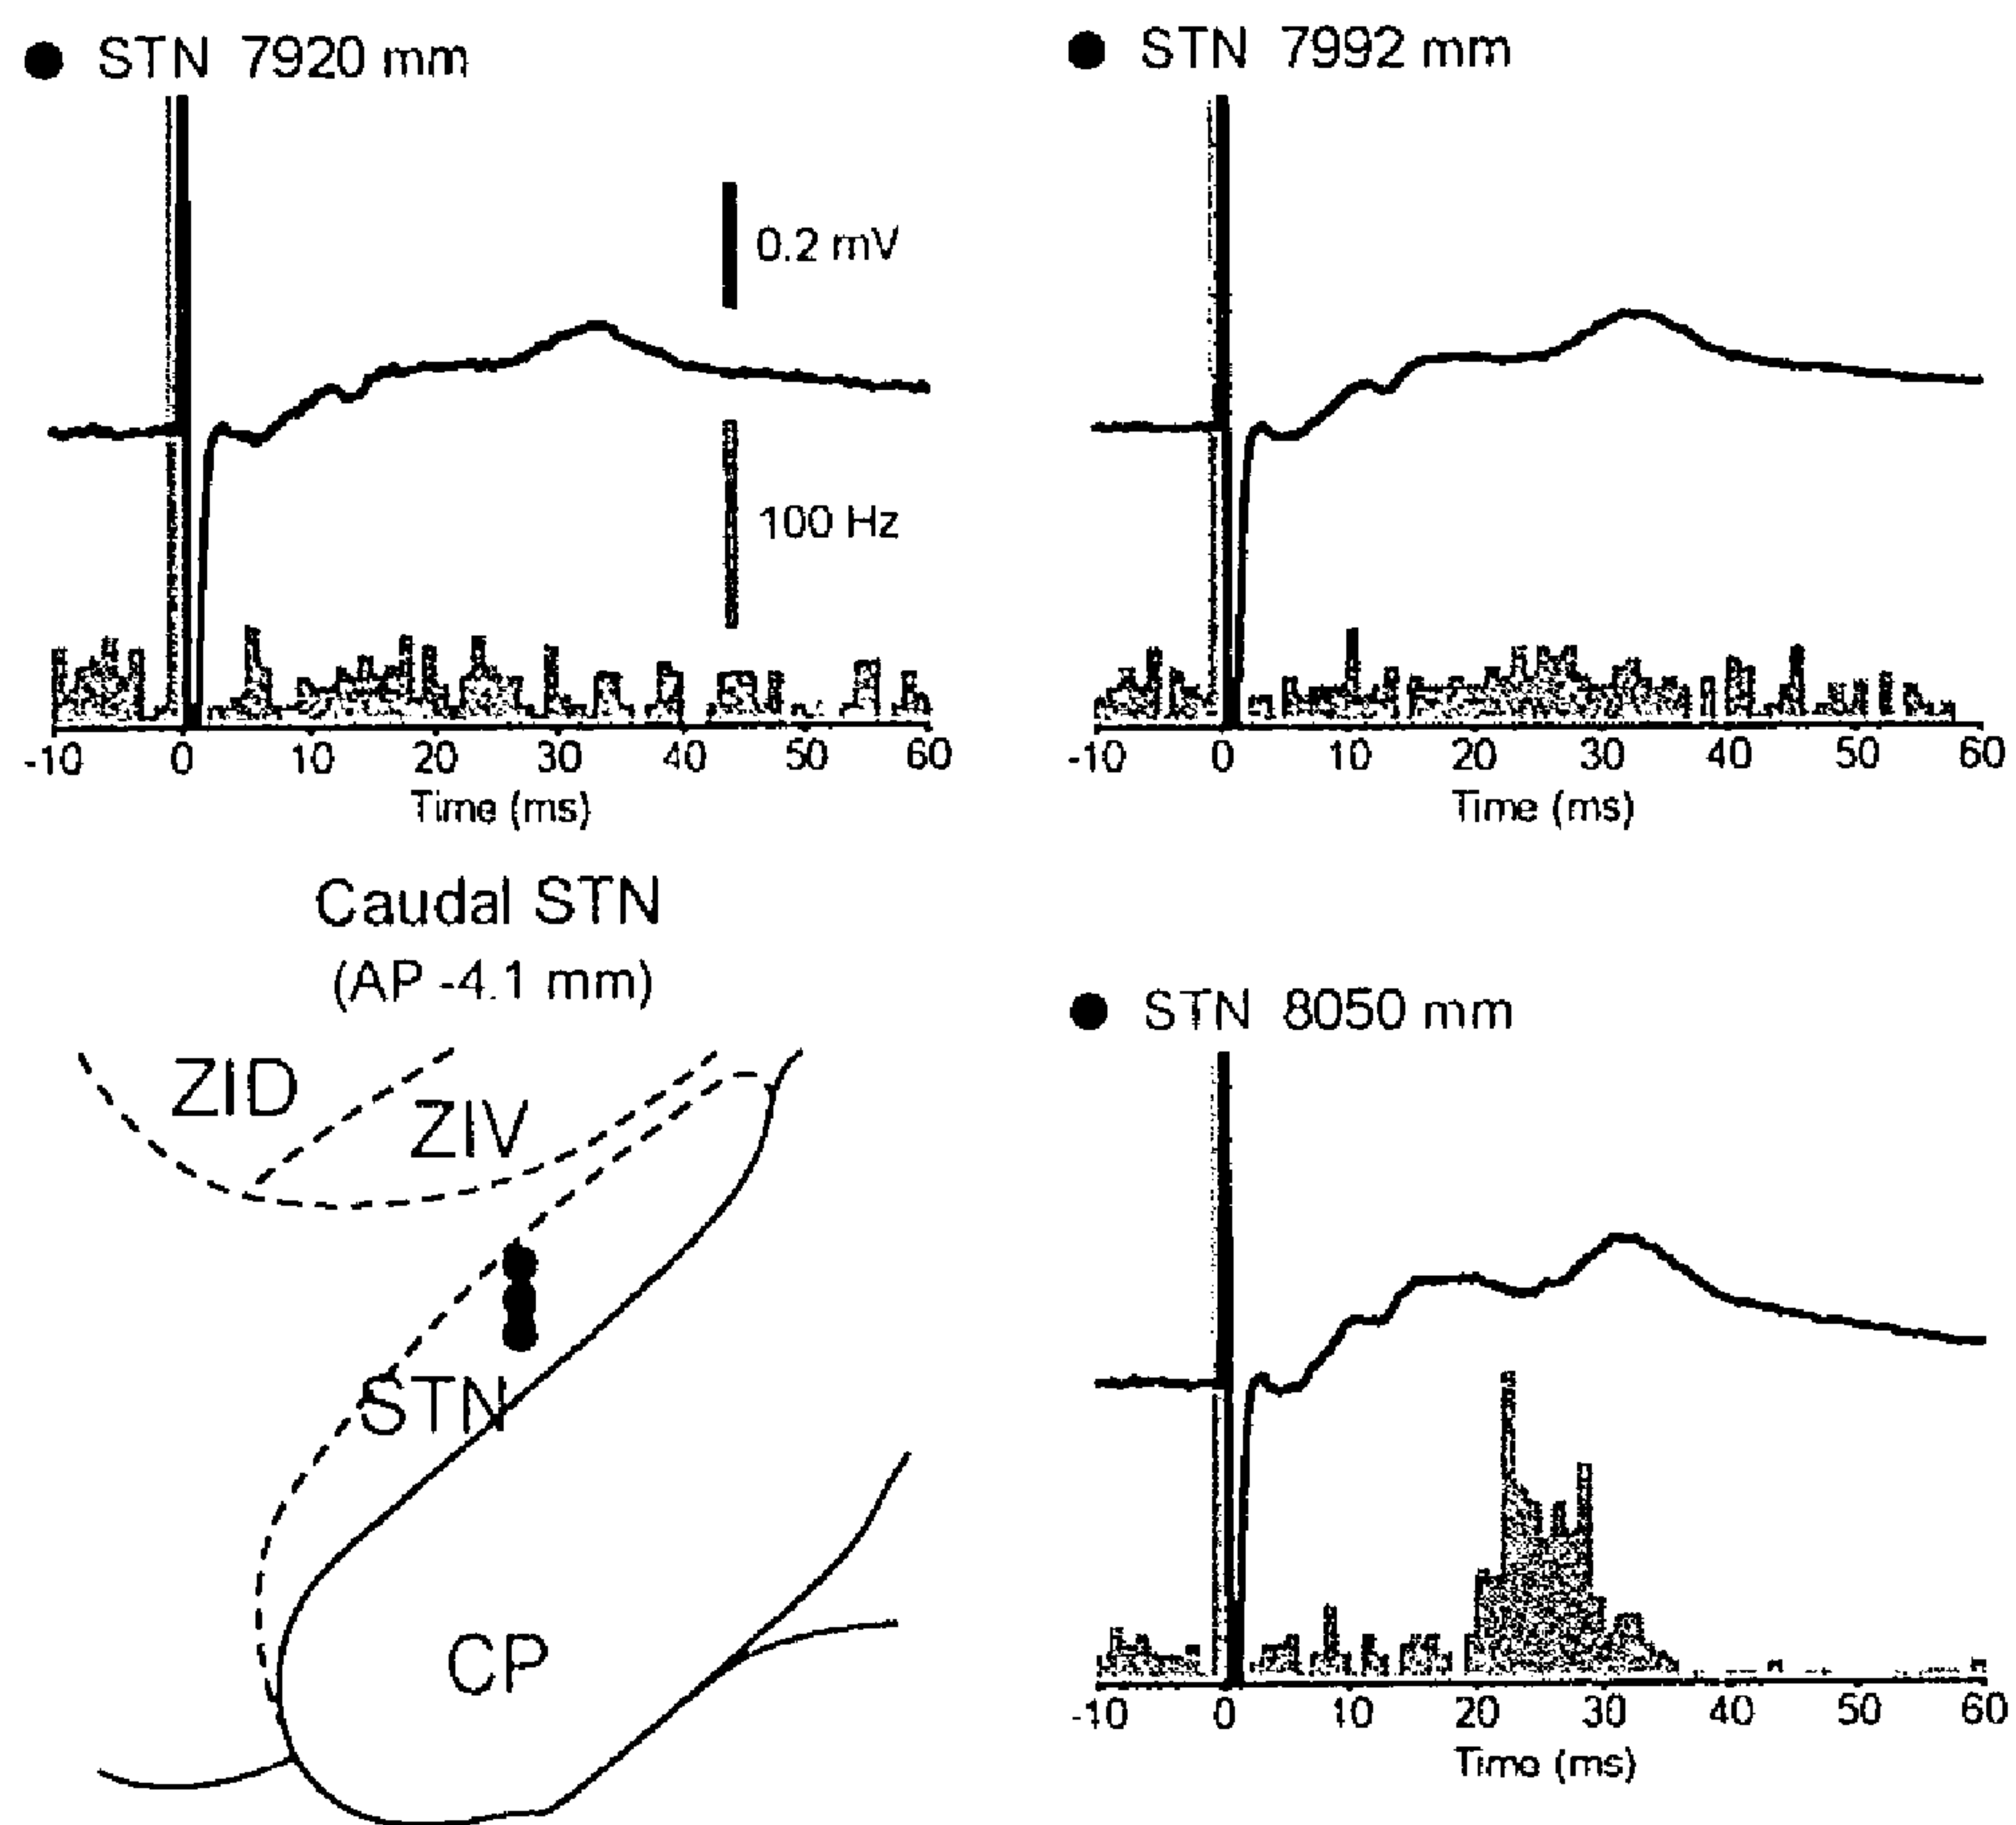 STN 7920 mm
0.2 mV
100 Hz
-10 0 10 20 30 40 50 60
Time (ms)
STN 7992 mm
-10 0 10 20 30 40 50 60
Time (ms)
Caudal STN
(AP -4.1 mm)
ZID
ZIV
STN
CP
STN 8050 mm
-10 0 10 20 30 40 50 60
Time (ms)